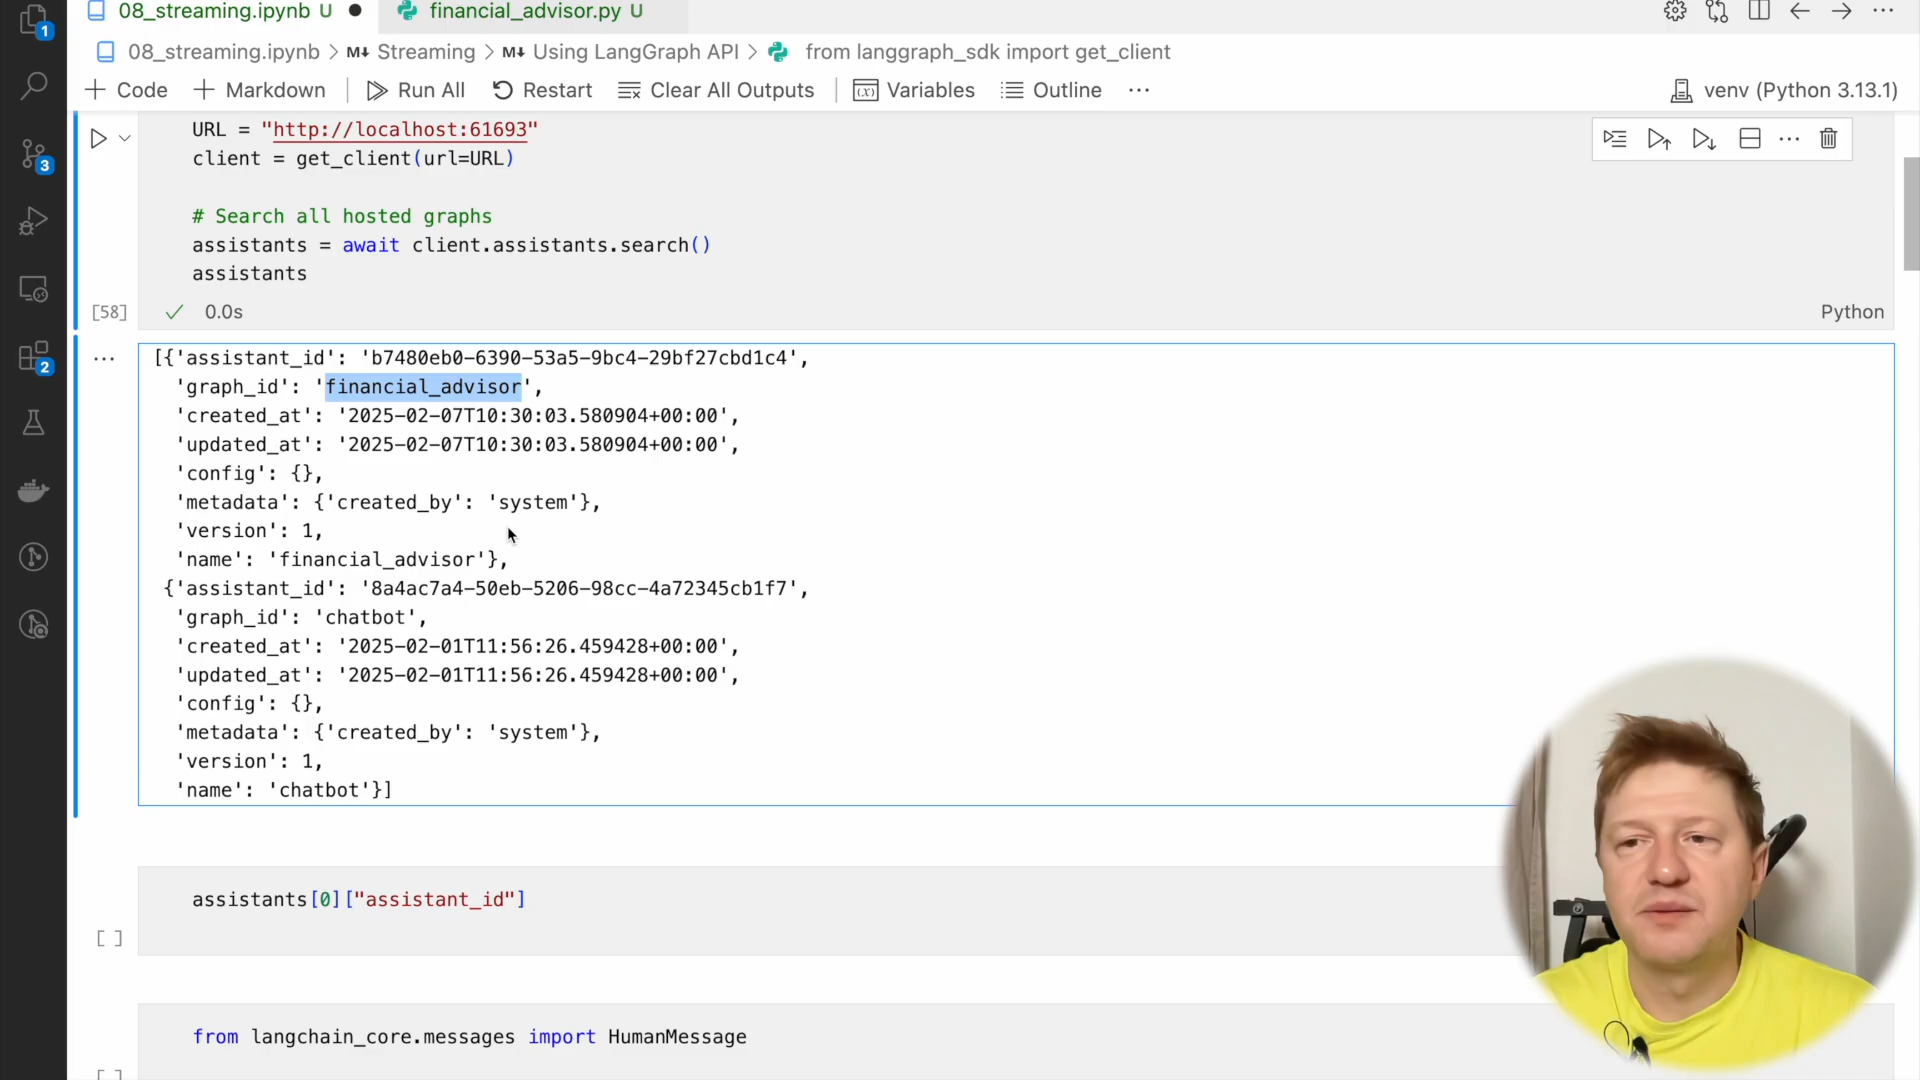 08_streaming.ipynb U ● financial_advisor.py U
08_streaming.ipynb > M↓ Streaming > M↓ Using LangGraph API > from langgraph_sdk import get_client
+ Code + Markdown Run All Restart Clear All Outputs Variables Outline ... venv (Python 3.13.1)
1
3
2
URL = "http://localhost:61693"
client = get_client(url=URL)
# Search all hosted graphs
assistants = await client.assistants.search()
assistants
[58] ✓ 0.0s Python
[{'assistant_id': 'b7480eb0-6390-53a5-9bc4-29bf27cbd1c4',
'graph_id': 'financial_advisor',
'created_at': '2025-02-07T10:30:03.580904+00:00',
'updated_at': '2025-02-07T10:30:03.580904+00:00',
'config': {},
'metadata': {'created_by': 'system'},
'version': 1,
'name': 'financial_advisor'},
{'assistant_id': '8a4ac7a4-50eb-5206-98cc-4a72345cb1f7',
'graph_id': 'chatbot',
'created_at': '2025-02-01T11:56:26.459428+00:00',
'updated_at': '2025-02-01T11:56:26.459428+00:00',
'config': {},
'metadata': {'created_by': 'system'},
'version': 1,
'name': 'chatbot'}]
assistants[0]["assistant_id"]
[ ]
from langchain_core.messages import HumanMessage
[ ]